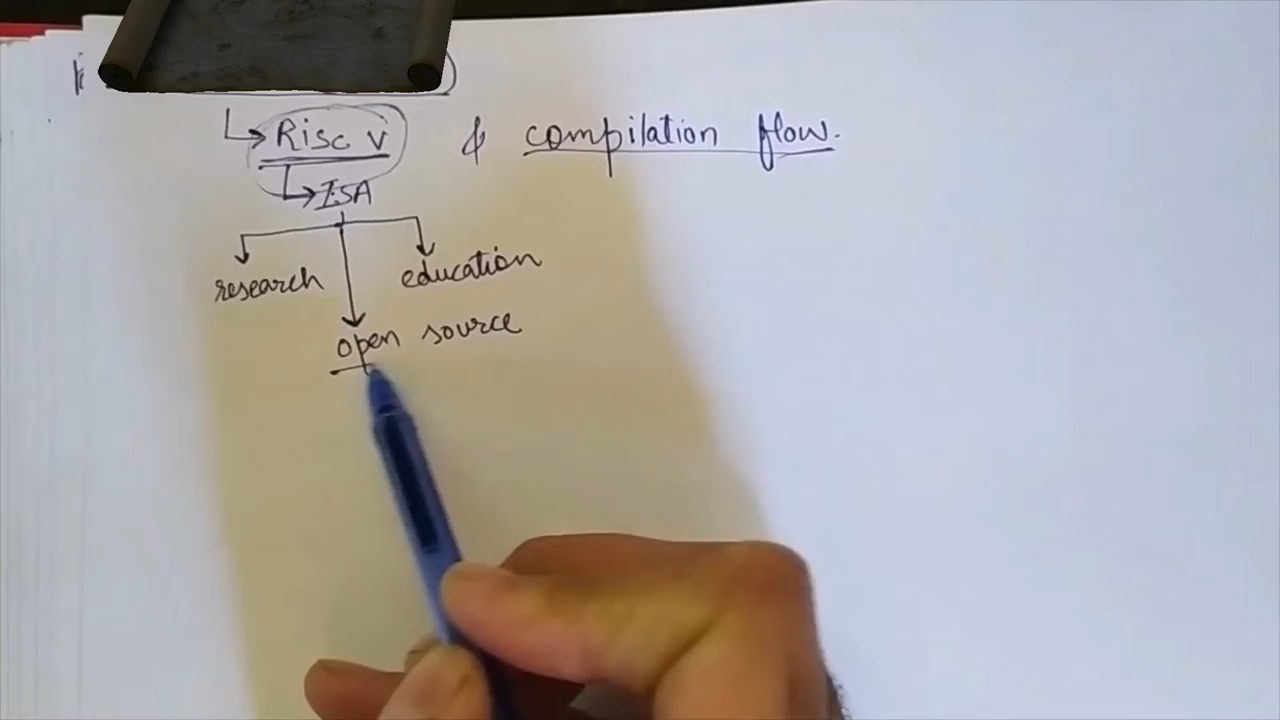 Risc v & compilation flow.
ISA
research education
open source